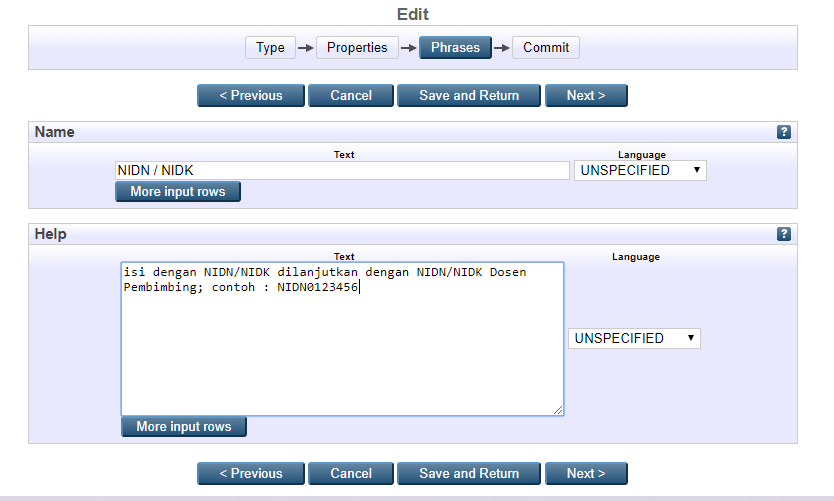 Edit
Type Properties Phrases Commit
< Previous Cancel Save and Return Next >
Name ?
Text Language
NIDN / NIDK UNSPECIFIED
More input rows
Help ?
Text Language
isi dengan NIDN/NIDK dilanjutkan dengan NIDN/NIDK Dosen
Pembimbing; contoh : NIDN0123456
UNSPECIFIED
More input rows
< Previous Cancel Save and Return Next >